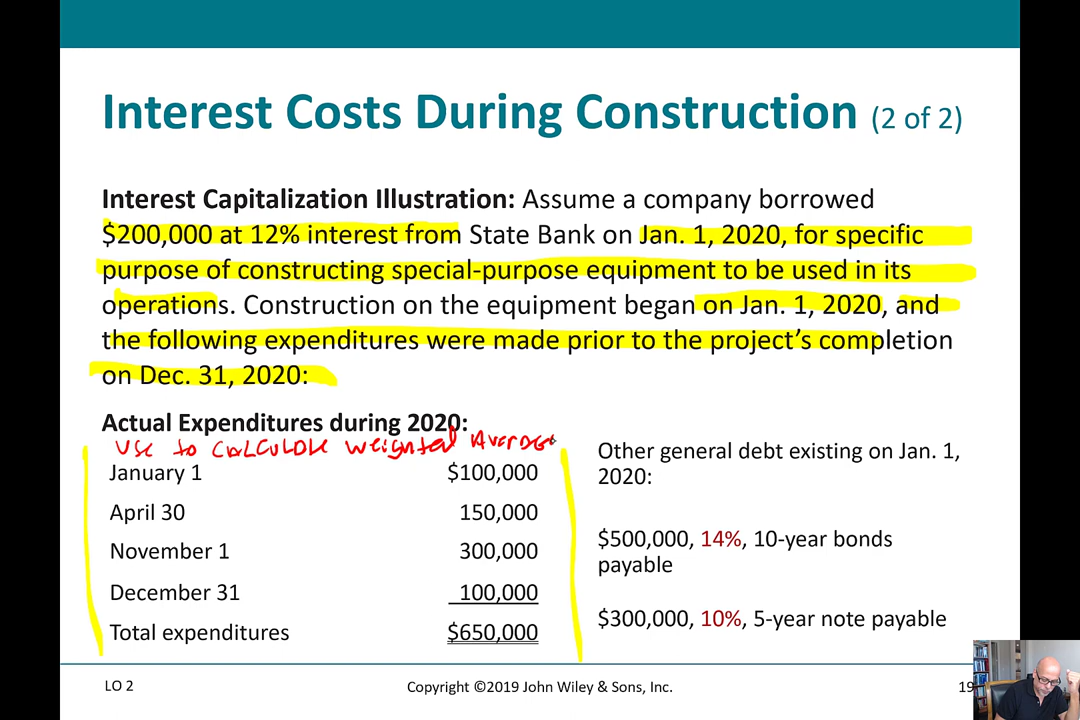 Interest Costs During Construction (2 of 2)
Interest Capitalization Illustration: Assume a company borrowed
$200,000 at 12% interest from State Bank on Jan. 1, 2020, for specific
purpose of constructing special-purpose equipment to be used in its
operations. Construction on the equipment began on Jan. 1, 2020, and
the following expenditures were made prior to the project’s completion
on Dec. 31, 2020:
Actual Expenditures during 2020:
Use to CALCULATE weighted Average
January 1 $100,000
April 30 150,000
November 1 300,000
December 31 100,000
Total expenditures $650,000
Other general debt existing on Jan. 1,
2020:
$500,000, 14%, 10-year bonds
payable
$300,000, 10%, 5-year note payable
LO 2
Copyright ©2019 John Wiley & Sons, Inc.
19